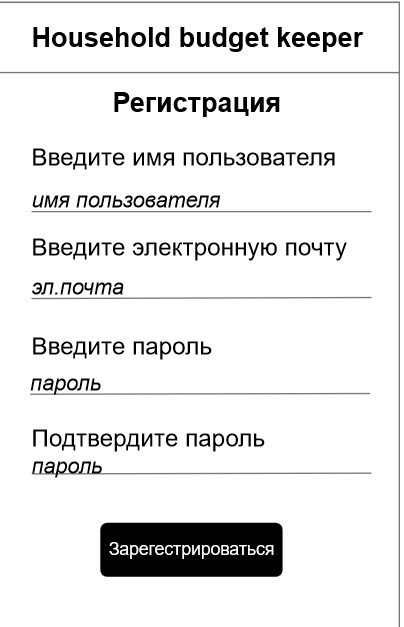 Household budget keeper
Регистрация
Введите имя пользователя
имя пользователя
Введите электронную почту
эл.почта
Введите пароль
пароль
Подтвердите пароль
пароль
Зарегестрироваться